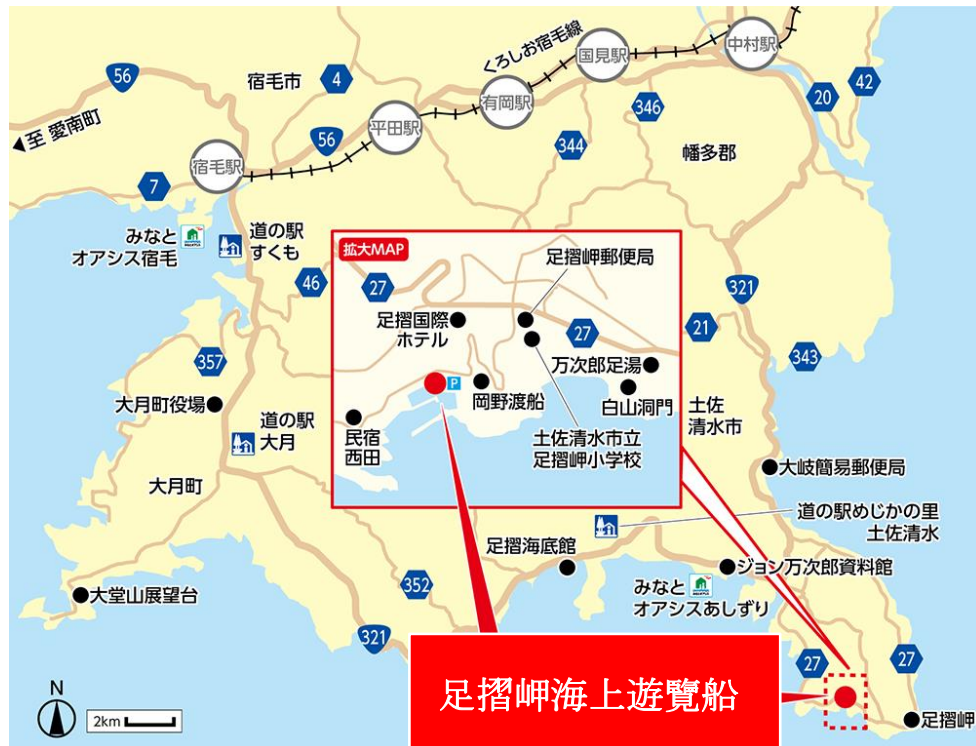 56
宿毛市
4
くろしお宿毛線
国見駅
中村駅
42
20
有岡駅
346
至 愛南町
56
平田駅
344
幡多郡
宿毛駅
7
みなと
オアシス宿毛
道の駅
すくも
拡大MAP
足摺岬郵便局
46
27
321
足摺国際
ホテル
27
21
343
357
万次郎足湯
P
岡野渡船
白山洞門
大月町役場
道の駅
大月
民宿
西田
土佐清水市立
足摺岬小学校
土佐
清水市
大岐簡易郵便局
大月町
道の駅めじかの里
土佐清水
足摺海底館
ジョン万次郎資料館
352
みなと
オアシスあしずり
大堂山展望台
321
27
27
足摺岬海上遊覽船
N
2km
足摺岬